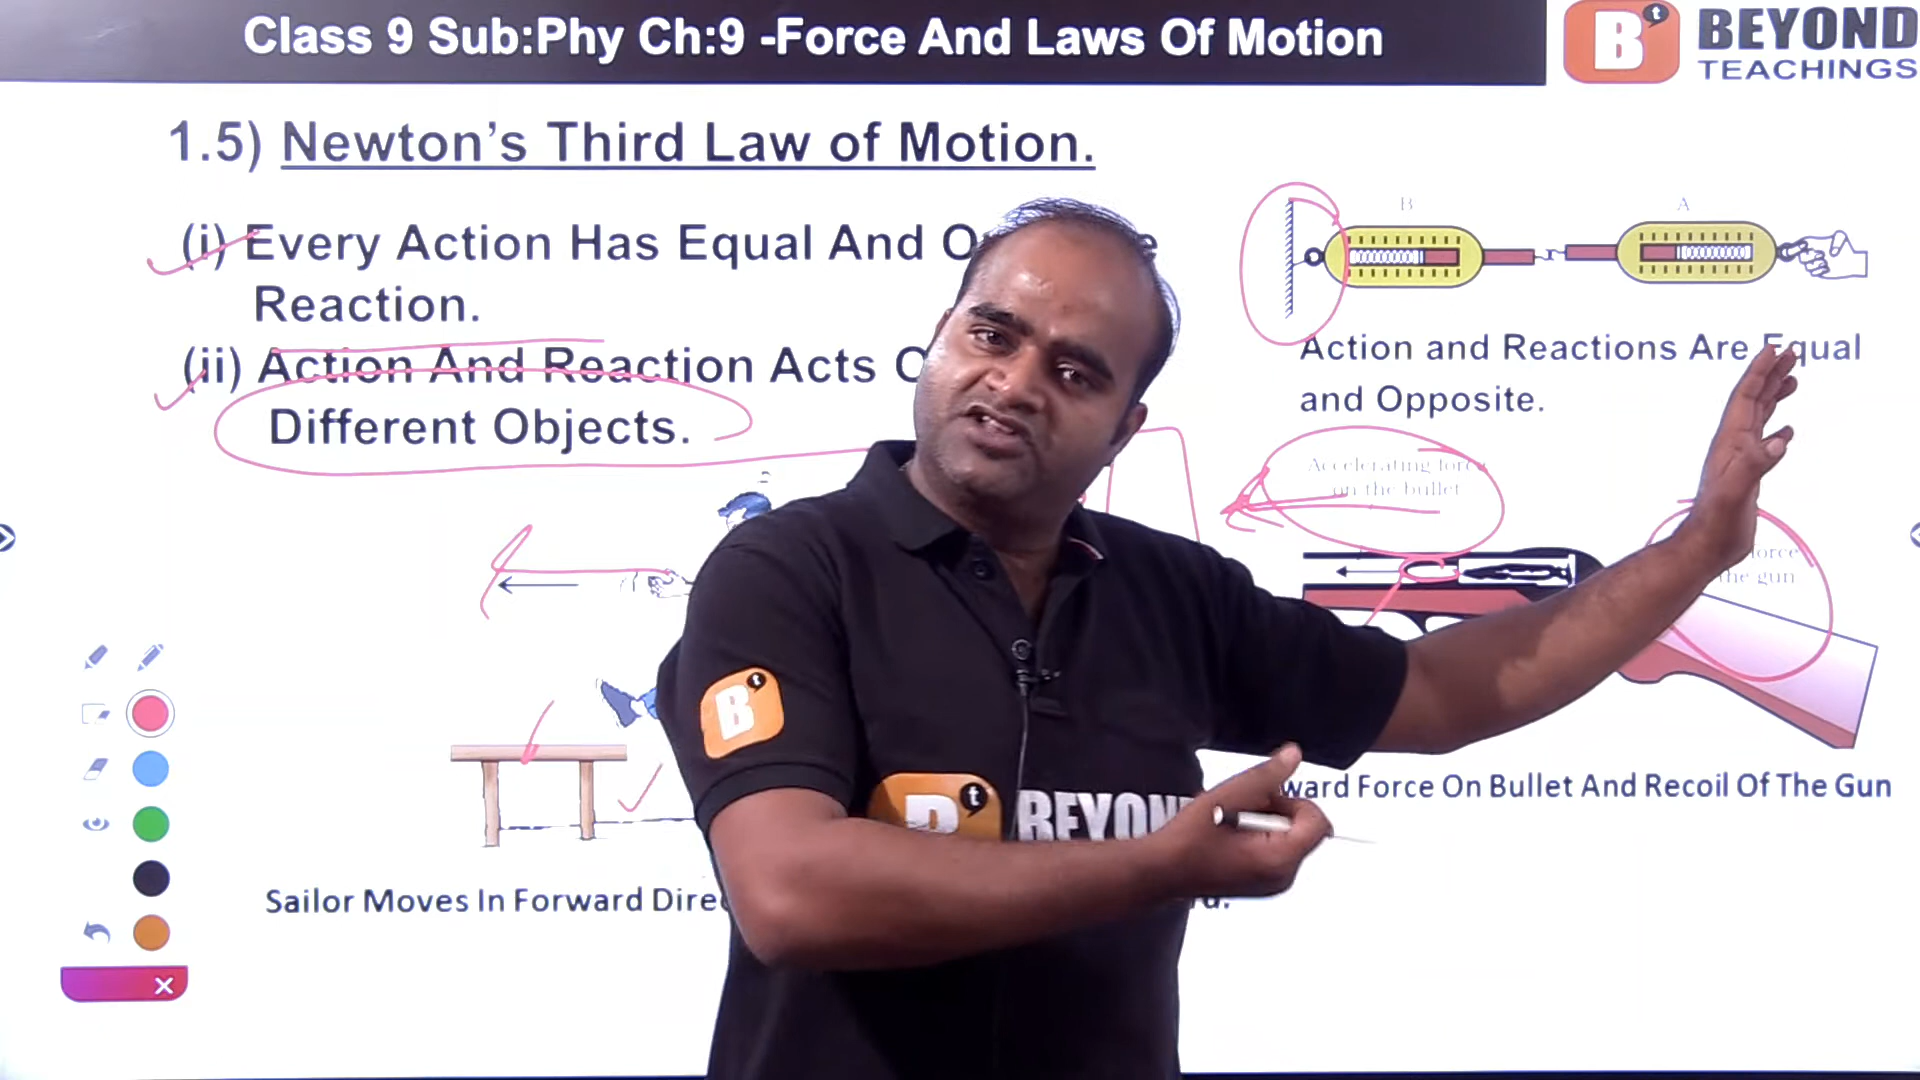 Class 9 Sub:Phy Ch:9 -Force And Laws Of Motion
B t BEYOND
TEACHINGS
1.5) Newton's Third Law of Motion.
(i) Every Action Has Equal And
Reaction.
(ii) Action And Reaction Acts
Different Objects.
B
A
Action and Reactions Are Equal
and Opposite.
Accelerating force
on the bullet
force
the gun
ward Force On Bullet And Recoil Of The Gun
Sailor Moves In Forward
B t
B t BEYOND